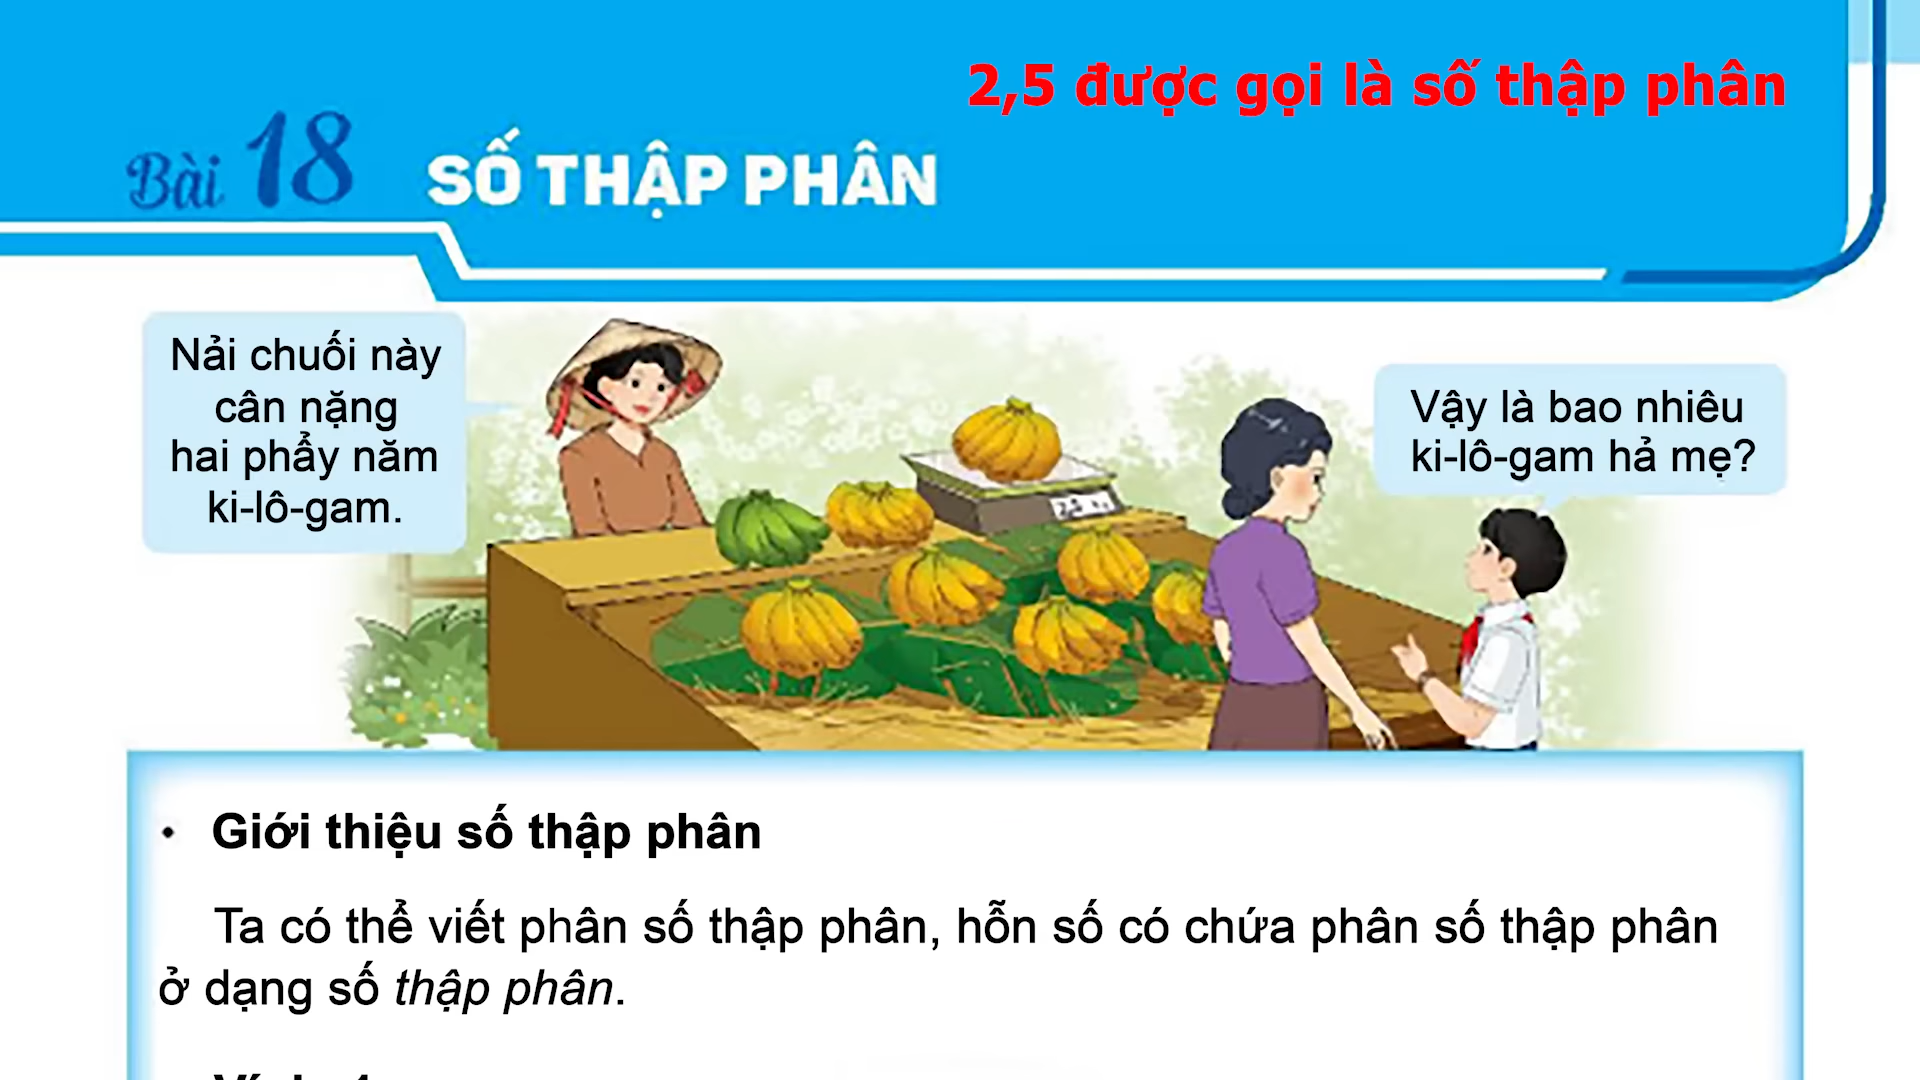 2,5 được gọi là số thập phân
Bài 18 SỐ THẬP PHÂN
Nải chuối này
cân nặng
hai phẩy năm
ki-lô-gam.
Vậy là bao nhiêu
ki-lô-gam hả mẹ?
• Giới thiệu số thập phân
Ta có thể viết phân số thập phân, hỗn số có chứa phân số thập phân
ở dạng số thập phân.